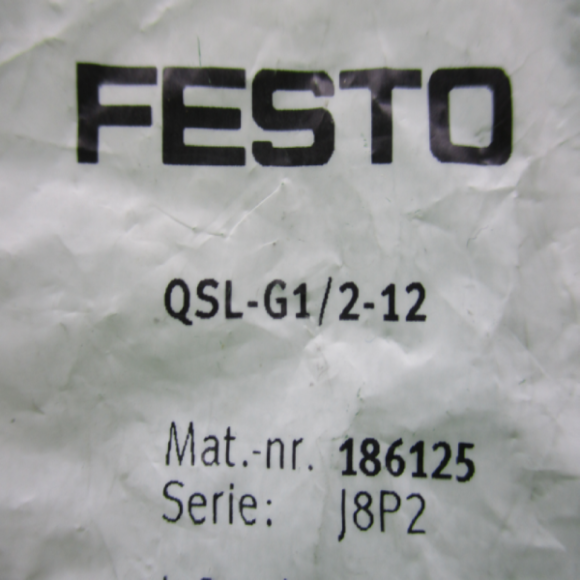 FESTO
QSL-G1/2-12
Mat.-nr. 186125
Serie: J8P2